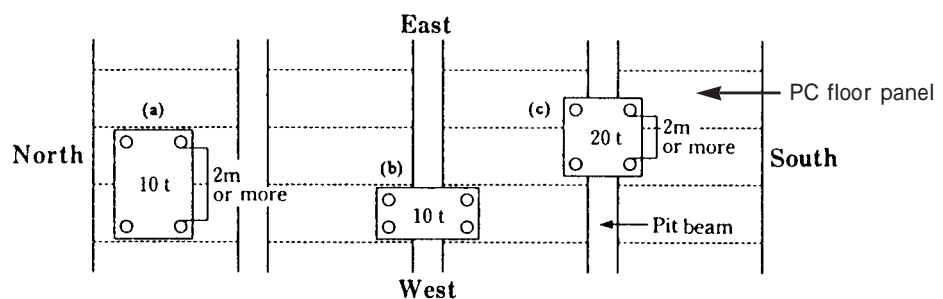 East
PC floor panel
(a)
(c)
North
10 t
2m
or more
(b)
10 t
20 t
2m
or more
South
Pit beam
West